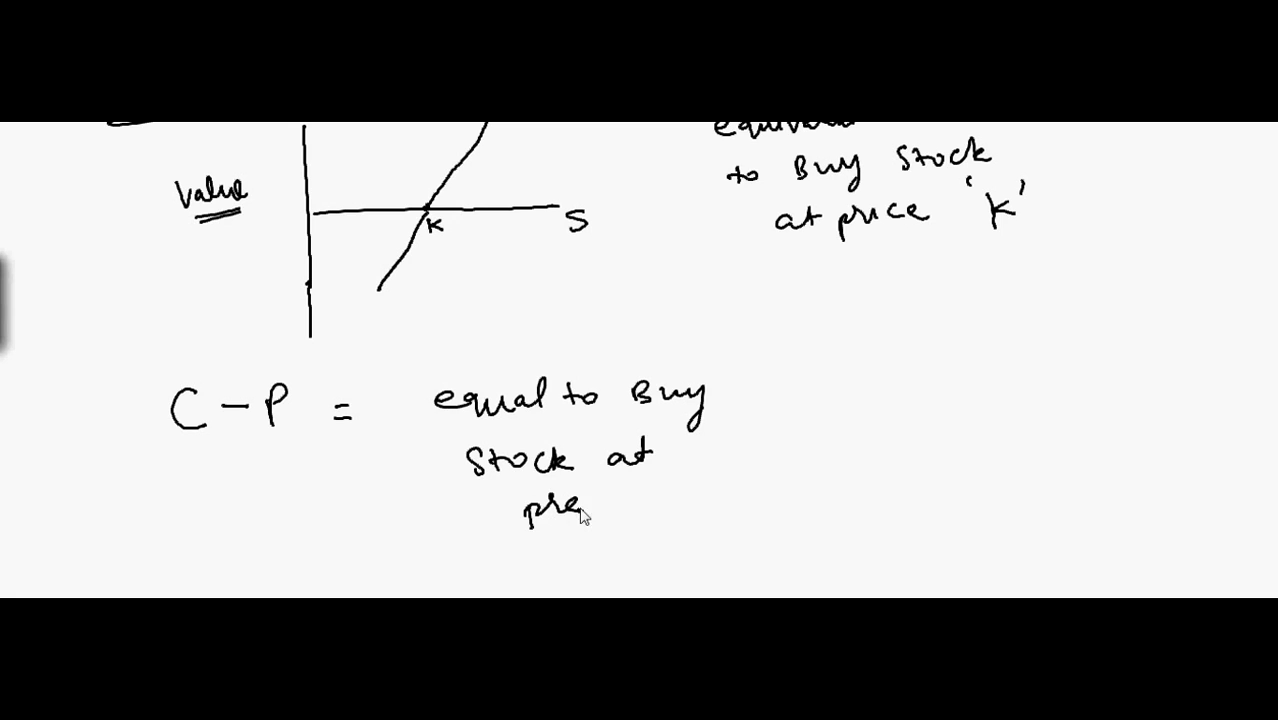 to Buy stock
at price 'K'
Value
K
S
C - P = equal to Buy
stock at
pre